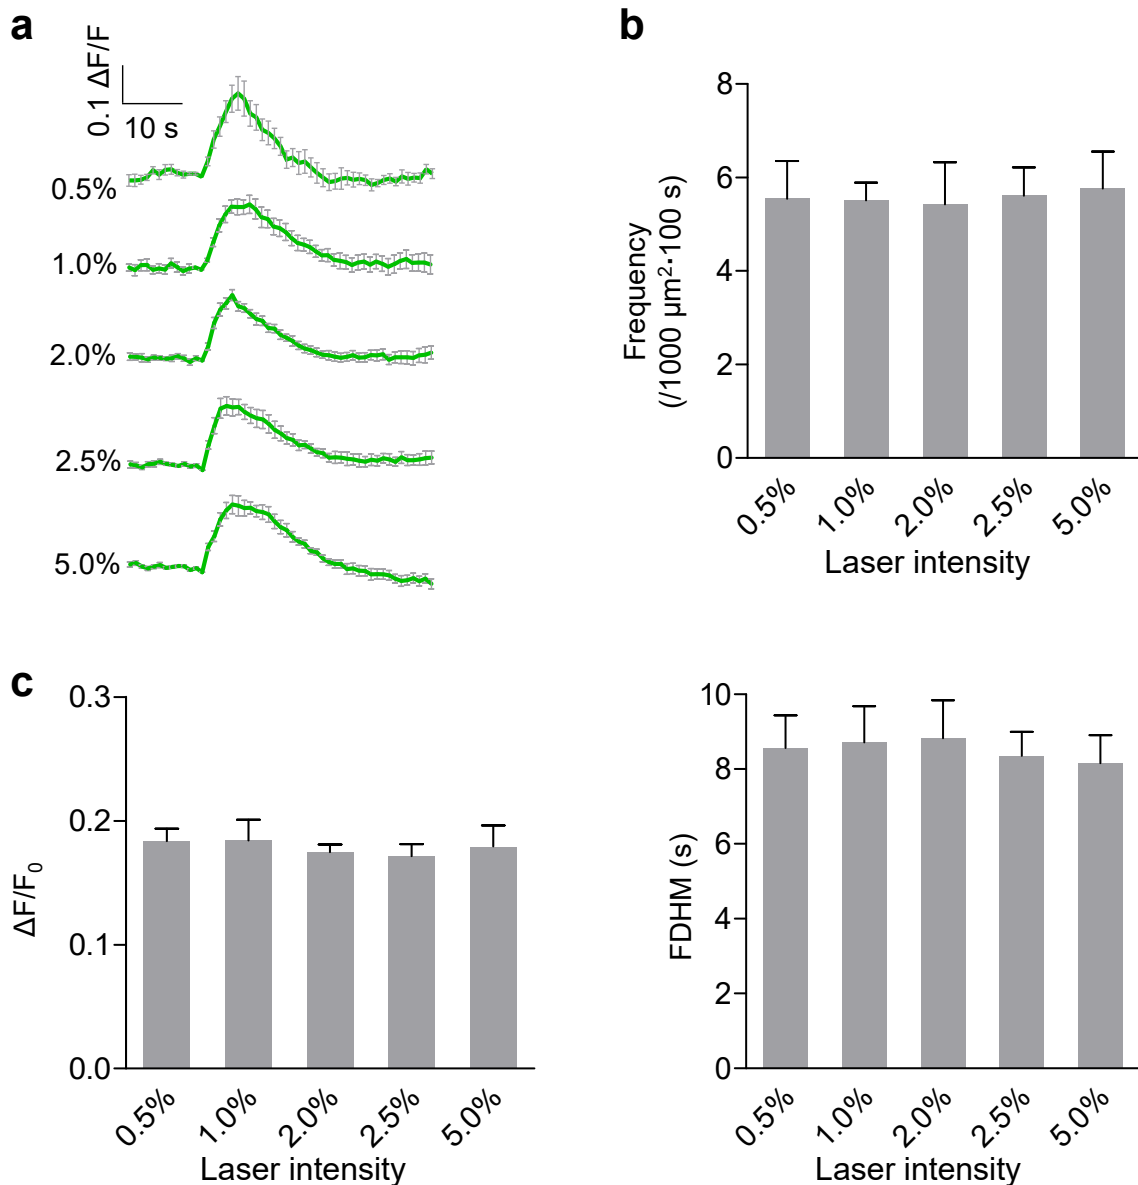 a
0.1 ΔF/F
10 s
0.5%
1.0%
2.0%
2.5%
5.0%
b
Frequency
(/1000 μm²·100 s)
8
6
4
2
0
0.5%
1.0%
2.0%
2.5%
5.0%
Laser intensity
c
ΔF/F₀
0.3
0.2
0.1
0.0
0.5%
1.0%
2.0%
2.5%
5.0%
Laser intensity
FDHM (s)
10
8
6
4
2
0
0.5%
1.0%
2.0%
2.5%
5.0%
Laser intensity